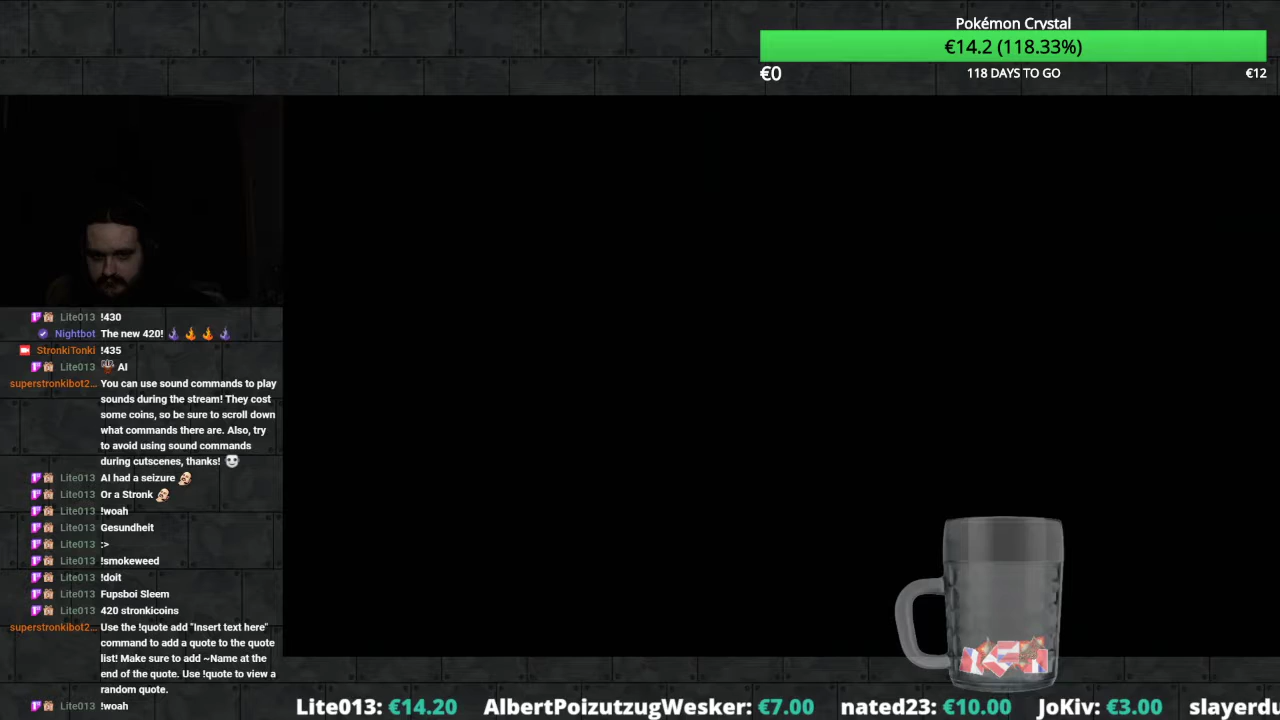 Pokémon Crystal
€14.2 (118.33%)
€0
118 DAYS TO GO
€12
Lite013 !430
Nightbot The new 420!
StronkiTonki !435
Lite013 AI
superstronkibot2... You can use sound commands to play
sounds during the stream! They cost
some coins, so be sure to scroll down
what commands there are. Also, try
to avoid using sound commands
during cutscenes, thanks!
Lite013 AI had a seizure
Lite013 Or a Stronk
Lite013 !woah
Lite013 Gesundheit
Lite013 :>
Lite013 !smokeweed
Lite013 !doit
Lite013 Fupsboi Sleem
Lite013 420 stronkicoins
superstronkibot2... Use the !quote add "Insert text here"
command to add a quote to the quote
list! Make sure to add ~Name at the
end of the quote. Use !quote to view a
random quote.
Lite013 !woah
Lite013: €14.20 AlbertPoizutzugWesker: €7.00 nated23: €10.00 JoKiv: €3.00 slayerdu